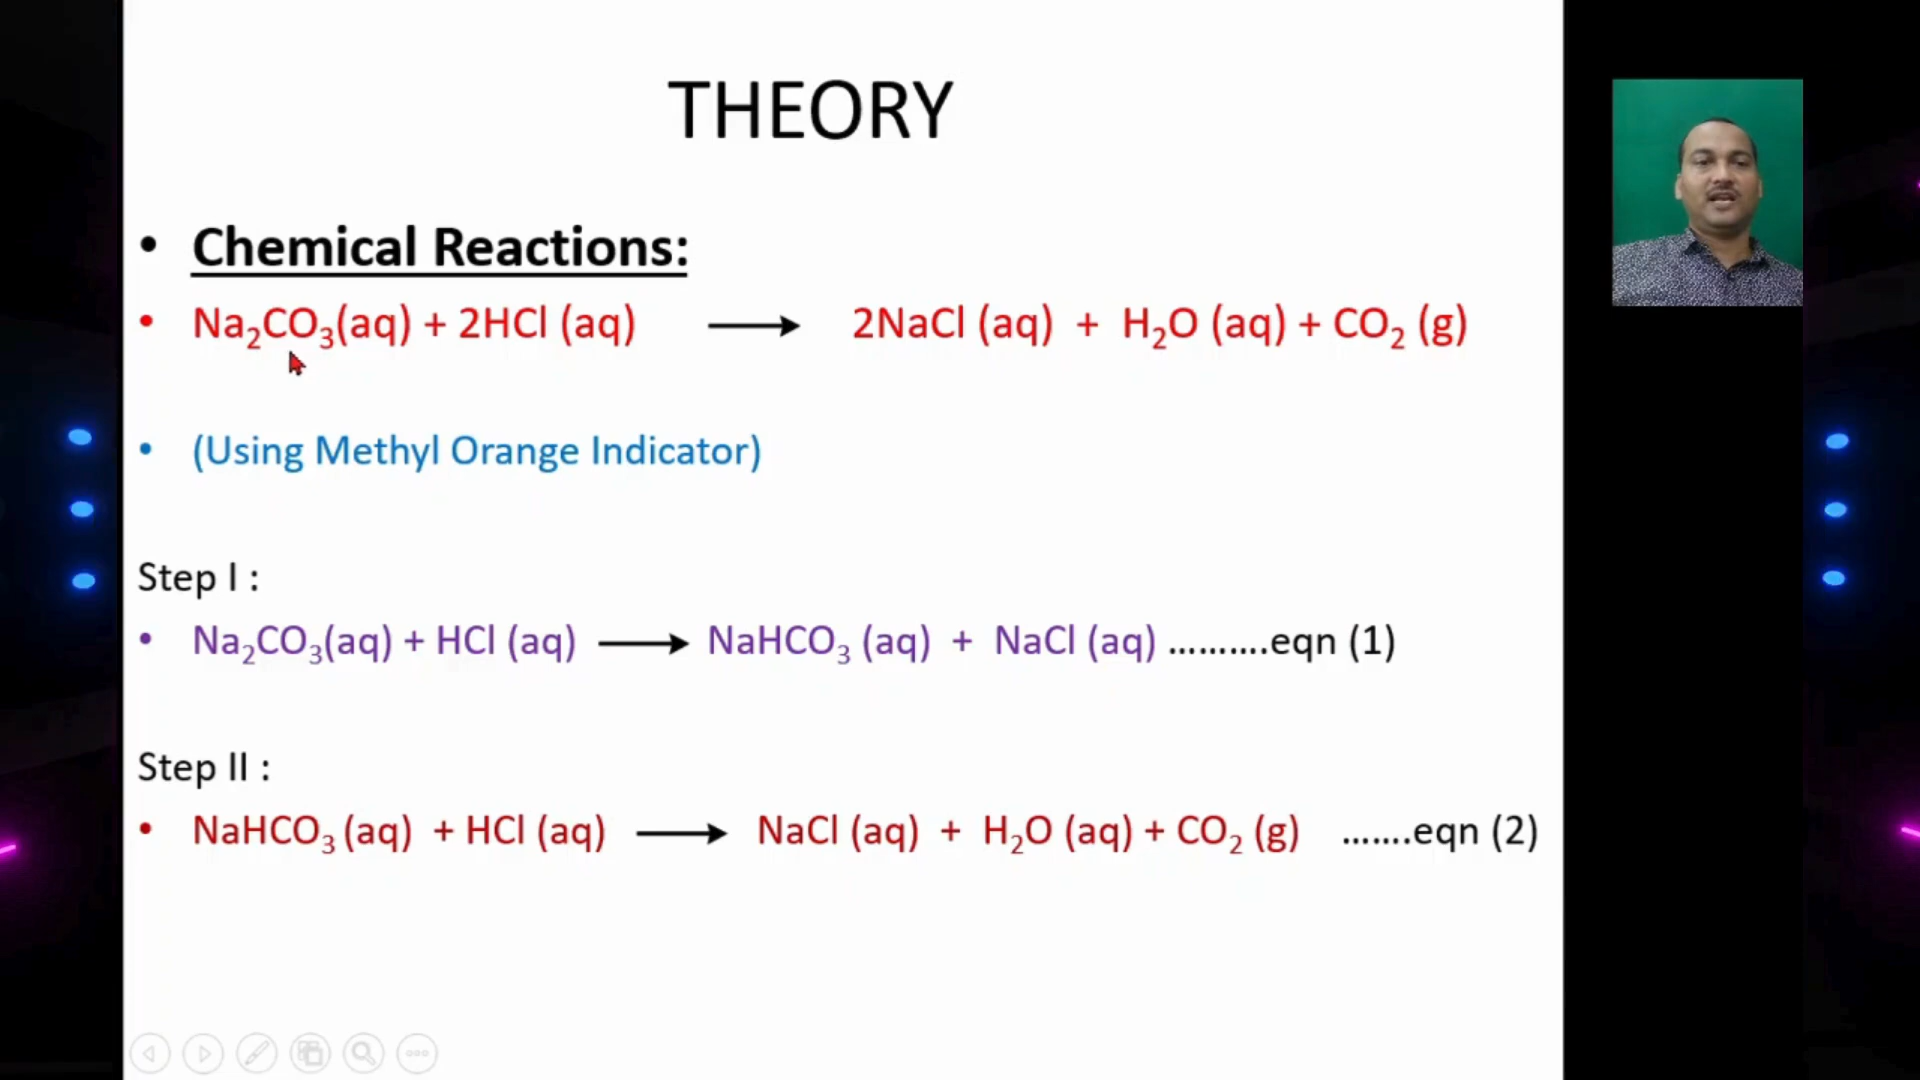 THEORY
• Chemical Reactions:
• Na₂CO₃(aq) + 2HCl (aq) ⟶ 2NaCl (aq) + H₂O (aq) + CO₂ (g)
• (Using Methyl Orange Indicator)
Step I :
• Na₂CO₃(aq) + HCl (aq) ⟶ NaHCO₃ (aq) + NaCl (aq) ..........eqn (1)
Step II :
• NaHCO₃ (aq) + HCl (aq) ⟶ NaCl (aq) + H₂O (aq) + CO₂ (g) .......eqn (2)